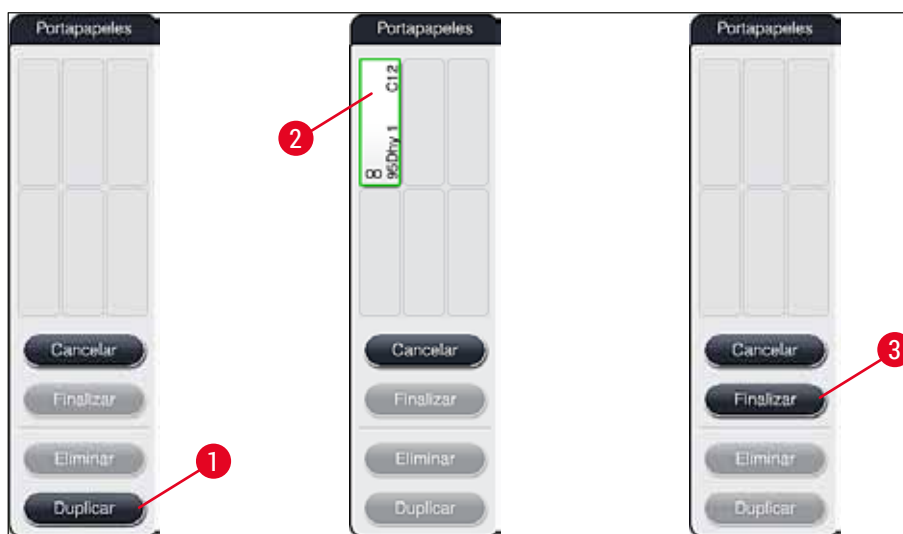 Portapapeles
Cancelar
Finalizar
Eliminar
Duplicar
1
Portapapeles
C12
95Dhy 1
8
2
Cancelar
Finalizar
Eliminar
Duplicar
Portapapeles
Cancelar
Finalizar
3
Eliminar
Duplicar